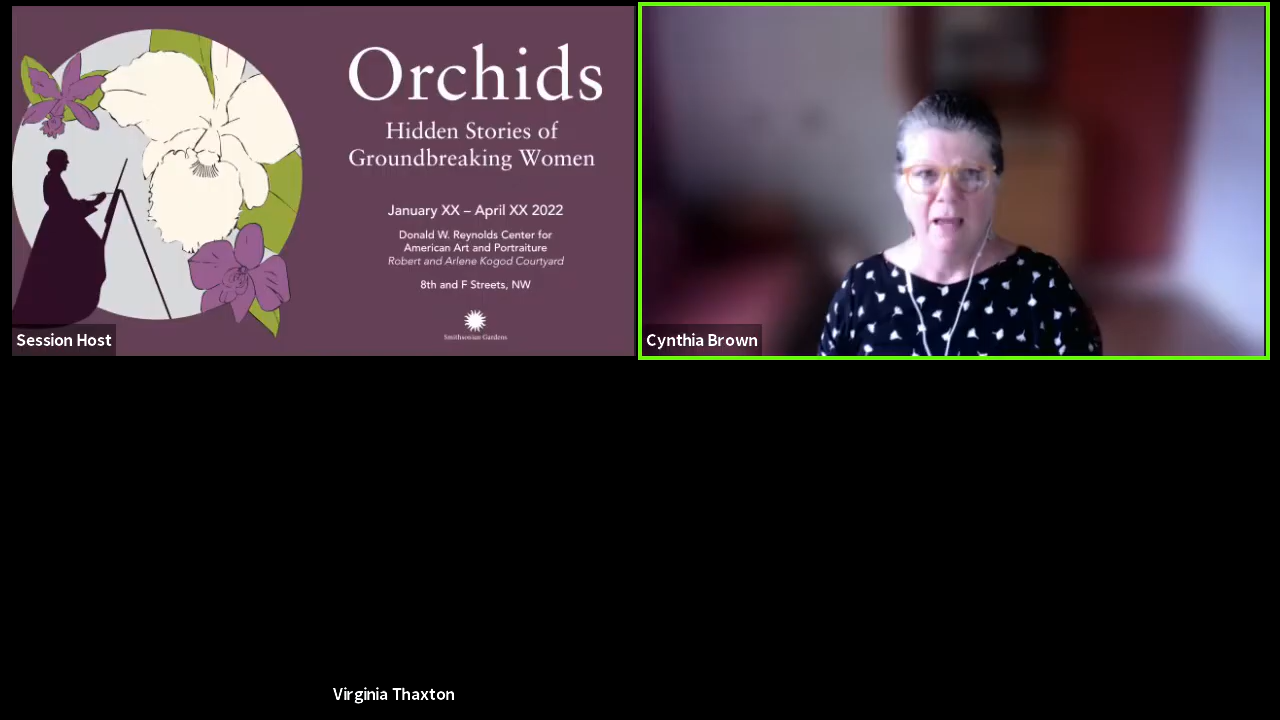 Orchids
Hidden Stories of
Groundbreaking Women
January XX – April XX 2022
Donald W. Reynolds Center for
American Art and Portraiture
Robert and Arlene Kogod Courtyard
8th and F Streets, NW
Smithsonian Gardens
Session Host
Cynthia Brown
Virginia Thaxton